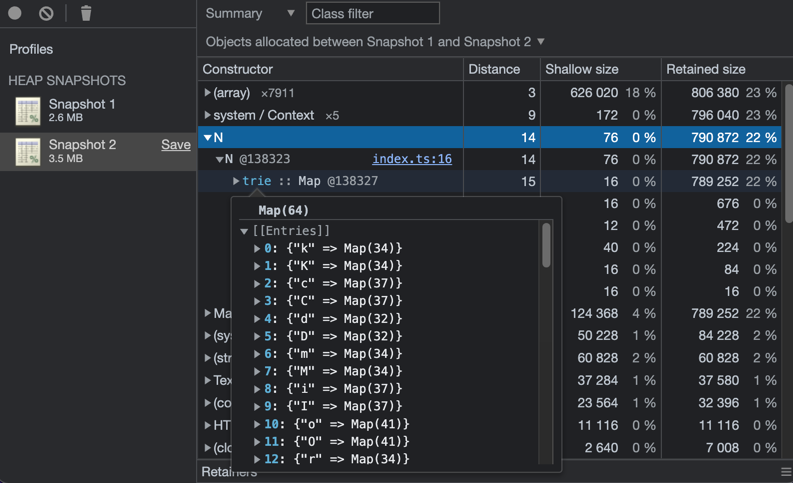 Summary ▼ Class filter
Profiles
Objects allocated between Snapshot 1 and Snapshot 2 ▼
HEAP SNAPSHOTS
Snapshot 1
2.6 MB
Snapshot 2 Save
3.5 MB
Constructor Distance Shallow size Retained size
▶(array) ×7911 3 626 020 18 % 806 380 23 %
▶system / Context ×5 9 172 0 % 796 040 23 %
▼N 14 76 0 % 790 872 22 %
▼N @138323 index.ts:16 14 76 0 % 790 872 22 %
▶trie :: Map @138327 15 16 0 % 789 252 22 %
16 0 % 676 0 %
12 0 % 472 0 %
40 0 % 224 0 %
16 0 % 84 0 %
16 0 % 16 0 %
▶Ma 124 368 4 % 789 252 22 %
▶(sys 50 228 1 % 84 228 2 %
▶(str 60 828 2 % 60 828 2 %
▶Tex 37 284 1 % 37 580 1 %
▶(co 23 564 1 % 32 396 1 %
▶HT 11 116 0 % 11 116 0 %
▶(clo 2 640 0 % 7 008 0 %
Map(64)
▼[[Entries]]
▶0: {"k" => Map(34)}
▶1: {"K" => Map(34)}
▶2: {"c" => Map(37)}
▶3: {"C" => Map(37)}
▶4: {"d" => Map(32)}
▶5: {"D" => Map(32)}
▶6: {"m" => Map(34)}
▶7: {"M" => Map(34)}
▶8: {"i" => Map(37)}
▶9: {"I" => Map(37)}
▶10: {"o" => Map(41)}
▶11: {"O" => Map(41)}
▶12: {"r" => Map(34)}
Retainers